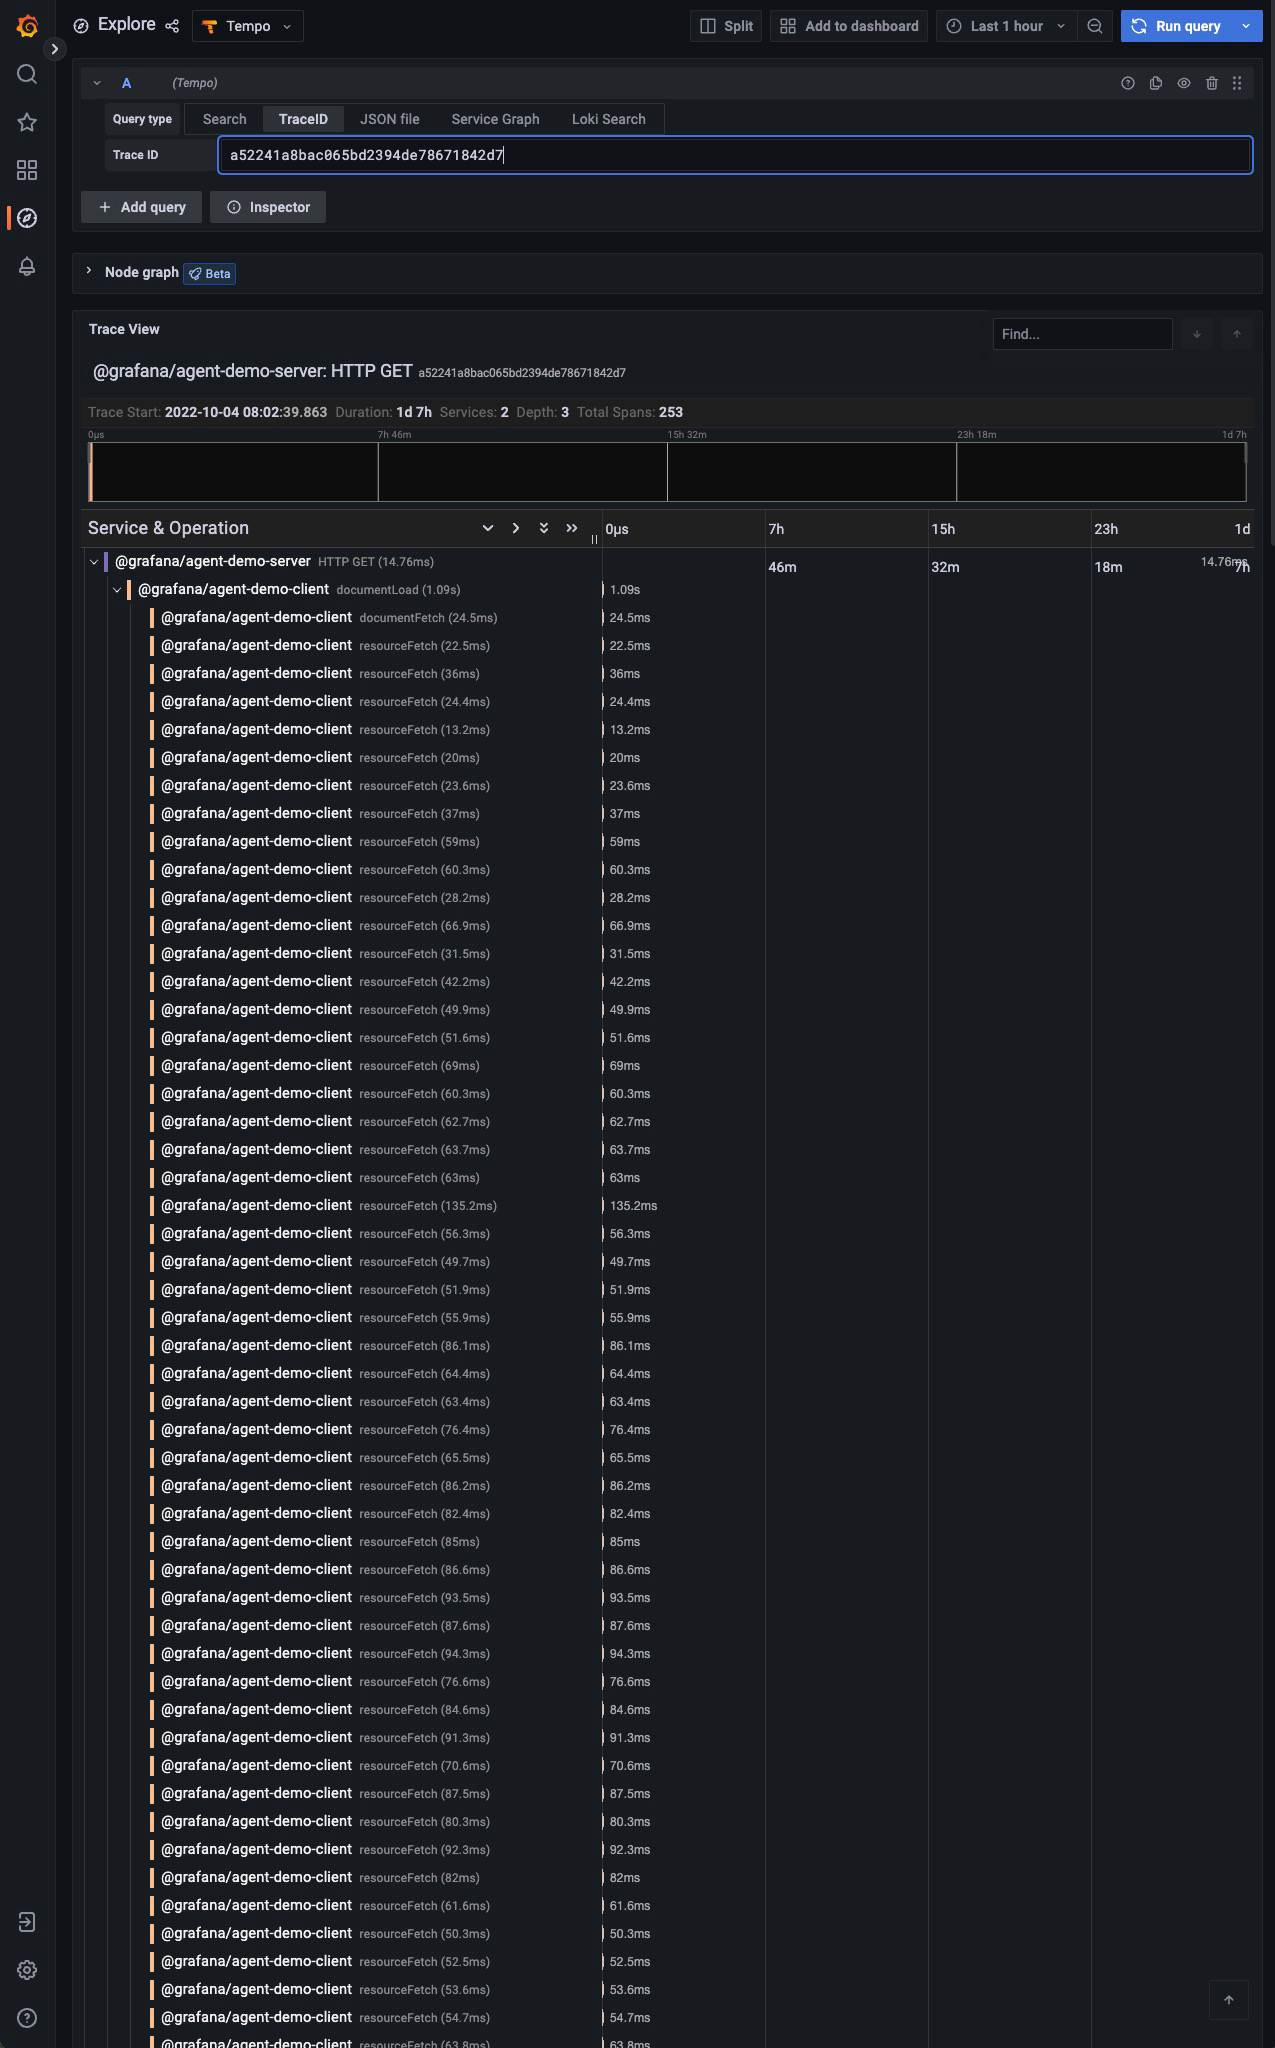 Explore Tempo Split Add to dashboard Last 1 hour Run query
A (Tempo)
Query type Search TraceID JSON file Service Graph Loki Search
Trace ID a52241a8bac065bd2394de78671842d7
+ Add query Inspector
Node graph Beta
Trace View Find...
@grafana/agent-demo-server: HTTP GET a52241a8bac065bd2394de78671842d7
Trace Start: 2022-10-04 08:02:39.863 Duration: 1d 7h Services: 2 Depth: 3 Total Spans: 253
0μs 7h 46m 15h 32m 23h 18m 1d 7h
Service & Operation 0μs 7h 15h 23h 1d
46m 32m 18m 7h
@grafana/agent-demo-server HTTP GET (14.76ms) 14.76ms
@grafana/agent-demo-client documentLoad (1.09s) 1.09s
@grafana/agent-demo-client documentFetch (24.5ms) 24.5ms
@grafana/agent-demo-client resourceFetch (22.5ms) 22.5ms
@grafana/agent-demo-client resourceFetch (36ms) 36ms
@grafana/agent-demo-client resourceFetch (24.4ms) 24.4ms
@grafana/agent-demo-client resourceFetch (13.2ms) 13.2ms
@grafana/agent-demo-client resourceFetch (20ms) 20ms
@grafana/agent-demo-client resourceFetch (23.6ms) 23.6ms
@grafana/agent-demo-client resourceFetch (37ms) 37ms
@grafana/agent-demo-client resourceFetch (59ms) 59ms
@grafana/agent-demo-client resourceFetch (60.3ms) 60.3ms
@grafana/agent-demo-client resourceFetch (28.2ms) 28.2ms
@grafana/agent-demo-client resourceFetch (66.9ms) 66.9ms
@grafana/agent-demo-client resourceFetch (31.5ms) 31.5ms
@grafana/agent-demo-client resourceFetch (42.2ms) 42.2ms
@grafana/agent-demo-client resourceFetch (49.9ms) 49.9ms
@grafana/agent-demo-client resourceFetch (51.6ms) 51.6ms
@grafana/agent-demo-client resourceFetch (69ms) 69ms
@grafana/agent-demo-client resourceFetch (60.3ms) 60.3ms
@grafana/agent-demo-client resourceFetch (62.7ms) 62.7ms
@grafana/agent-demo-client resourceFetch (63.7ms) 63.7ms
@grafana/agent-demo-client resourceFetch (63ms) 63ms
@grafana/agent-demo-client resourceFetch (135.2ms) 135.2ms
@grafana/agent-demo-client resourceFetch (56.3ms) 56.3ms
@grafana/agent-demo-client resourceFetch (49.7ms) 49.7ms
@grafana/agent-demo-client resourceFetch (51.9ms) 51.9ms
@grafana/agent-demo-client resourceFetch (55.9ms) 55.9ms
@grafana/agent-demo-client resourceFetch (86.1ms) 86.1ms
@grafana/agent-demo-client resourceFetch (64.4ms) 64.4ms
@grafana/agent-demo-client resourceFetch (63.4ms) 63.4ms
@grafana/agent-demo-client resourceFetch (76.4ms) 76.4ms
@grafana/agent-demo-client resourceFetch (65.5ms) 65.5ms
@grafana/agent-demo-client resourceFetch (86.2ms) 86.2ms
@grafana/agent-demo-client resourceFetch (82.4ms) 82.4ms
@grafana/agent-demo-client resourceFetch (85ms) 85ms
@grafana/agent-demo-client resourceFetch (86.6ms) 86.6ms
@grafana/agent-demo-client resourceFetch (93.5ms) 93.5ms
@grafana/agent-demo-client resourceFetch (87.6ms) 87.6ms
@grafana/agent-demo-client resourceFetch (94.3ms) 94.3ms
@grafana/agent-demo-client resourceFetch (76.6ms) 76.6ms
@grafana/agent-demo-client resourceFetch (84.6ms) 84.6ms
@grafana/agent-demo-client resourceFetch (91.3ms) 91.3ms
@grafana/agent-demo-client resourceFetch (70.6ms) 70.6ms
@grafana/agent-demo-client resourceFetch (87.5ms) 87.5ms
@grafana/agent-demo-client resourceFetch (80.3ms) 80.3ms
@grafana/agent-demo-client resourceFetch (92.3ms) 92.3ms
@grafana/agent-demo-client resourceFetch (82ms) 82ms
@grafana/agent-demo-client resourceFetch (61.6ms) 61.6ms
@grafana/agent-demo-client resourceFetch (50.3ms) 50.3ms
@grafana/agent-demo-client resourceFetch (52.5ms) 52.5ms
@grafana/agent-demo-client resourceFetch (53.6ms) 53.6ms
@grafana/agent-demo-client resourceFetch (54.7ms) 54.7ms
@grafana/agent-demo-client resourceFetch (63.8ms) 63.8ms